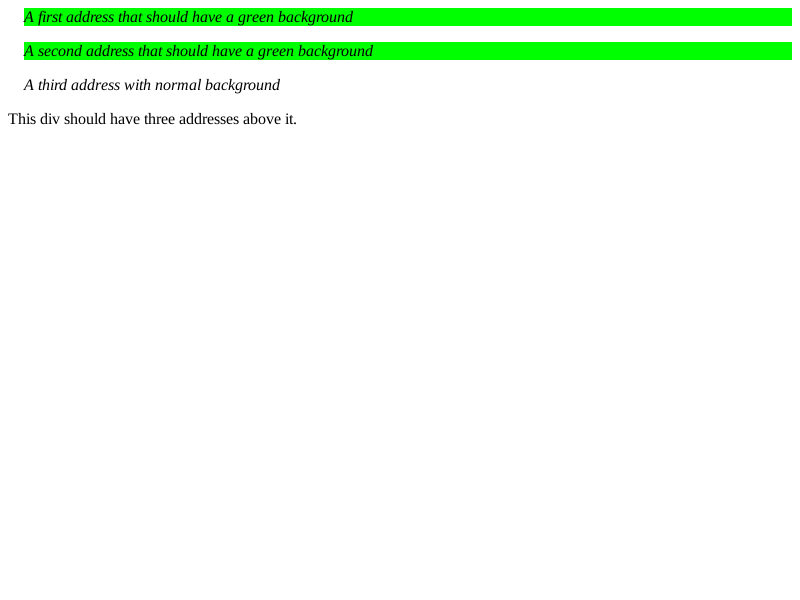 A first address that should have a green background
A second address that should have a green background
A third address with normal background
This div should have three addresses above it.